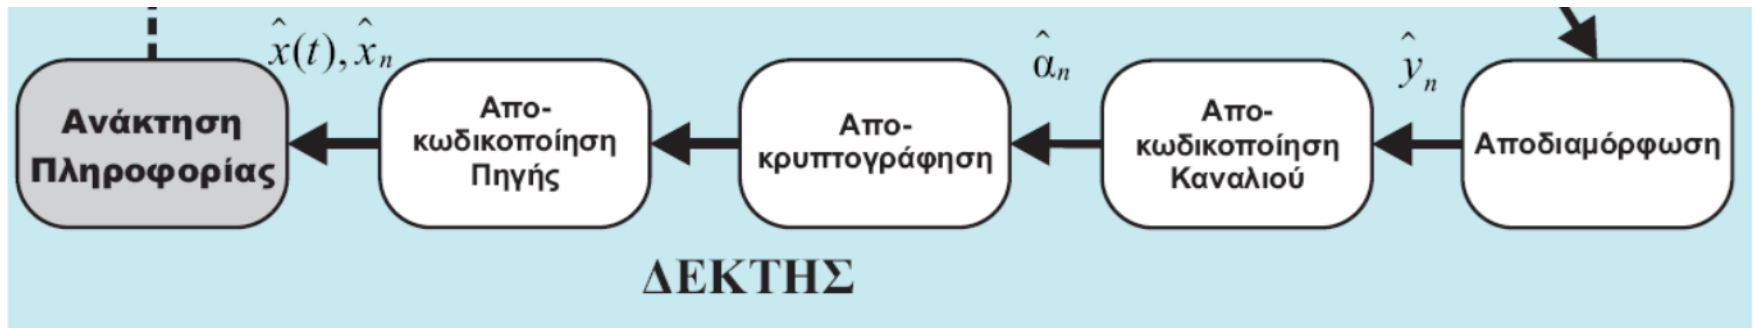 x̂(t), x̂ₙ
α̂ₙ
ŷₙ
Ανάκτηση
Πληροφορίας
Απο-
κωδικοποίηση
Πηγής
Απο-
κρυπτογράφηση
Απο-
κωδικοποίηση
Καναλιού
Αποδιαμόρφωση
ΔΕΚΤΗΣ